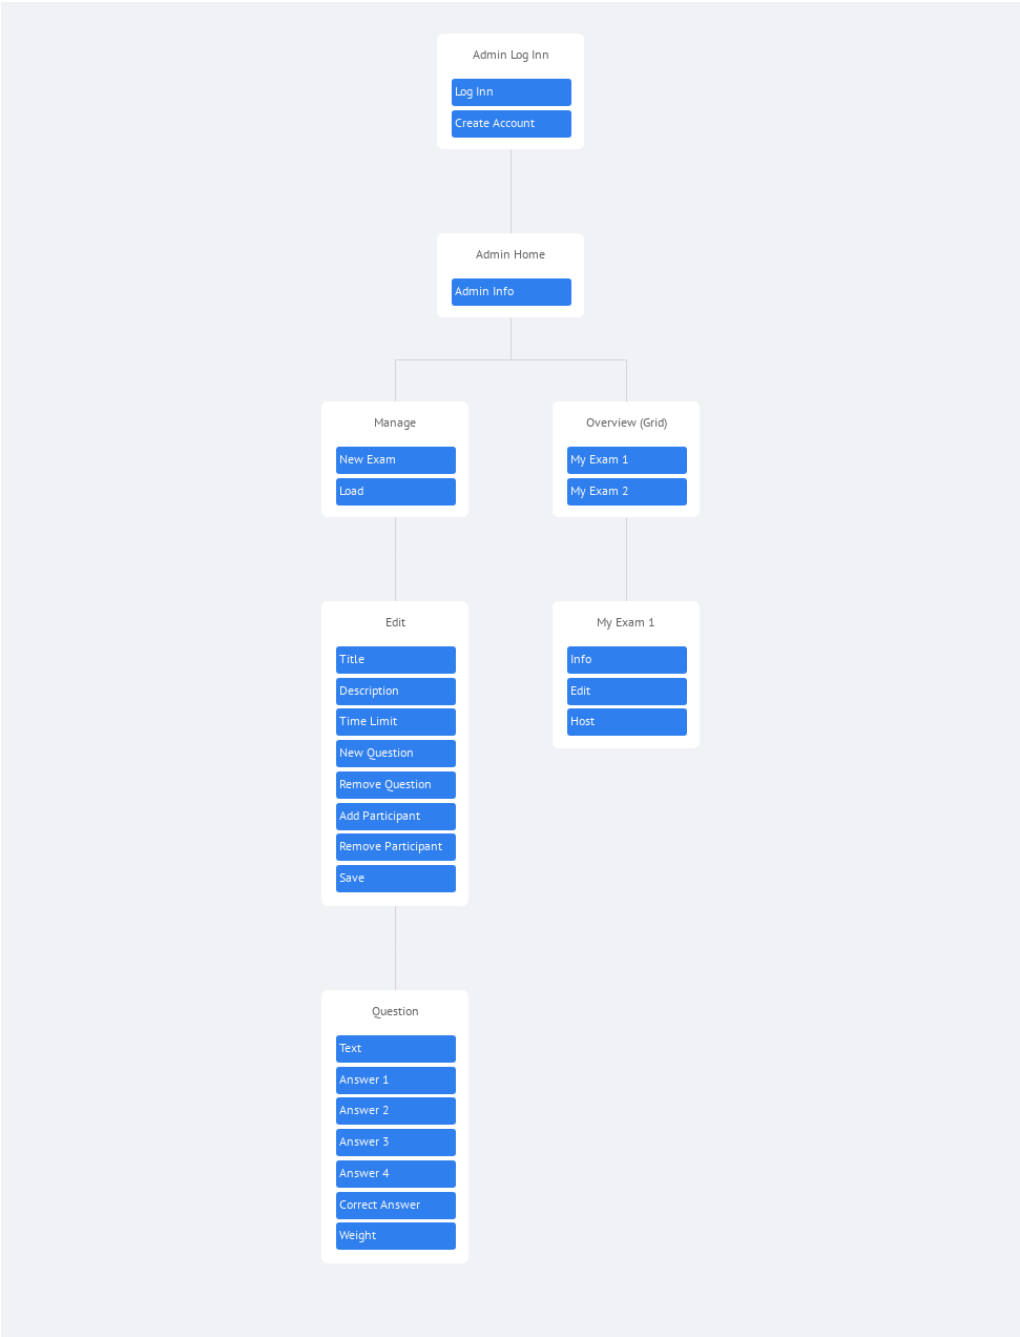 Admin Log Inn
Log Inn
Create Account
Admin Home
Admin Info
Manage
New Exam
Load
Overview (Grid)
My Exam 1
My Exam 2
Edit
Title
Description
Time Limit
New Question
Remove Question
Add Participant
Remove Participant
Save
My Exam 1
Info
Edit
Host
Question
Text
Answer 1
Answer 2
Answer 3
Answer 4
Correct Answer
Weight